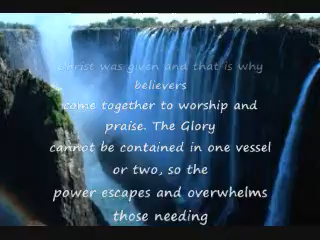 Christ was given and that is why
believers
come together to worship and
praise. The Glory
cannot be contained in one vessel
or two, so the
power escapes and overwhelms
those needing